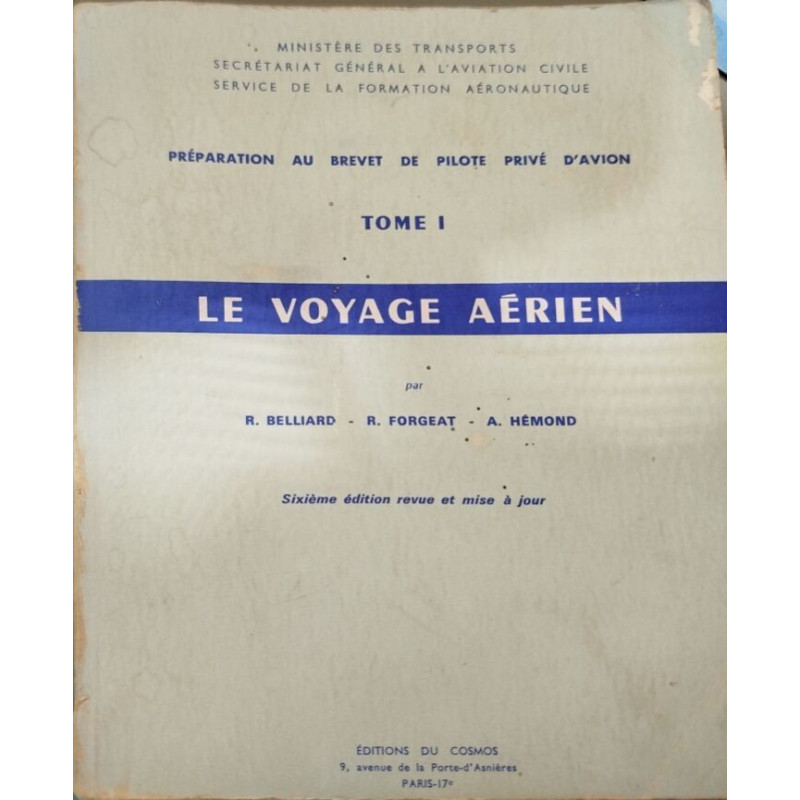 MINISTÈRE DES TRANSPORTS
SECRÉTARIAT GÉNÉRAL A L'AVIATION CIVILE
SERVICE DE LA FORMATION AÉRONAUTIQUE
PRÉPARATION AU BREVET DE PILOTE PRIVÉ D'AVION
TOME I
LE VOYAGE AÉRIEN
par
R. BELLIARD - R. FORGEAT - A. HÉMOND
Sixième édition revue et mise à jour
ÉDITIONS DU COSMOS
9, avenue de la Porte-d'Asnières
PARIS-17e